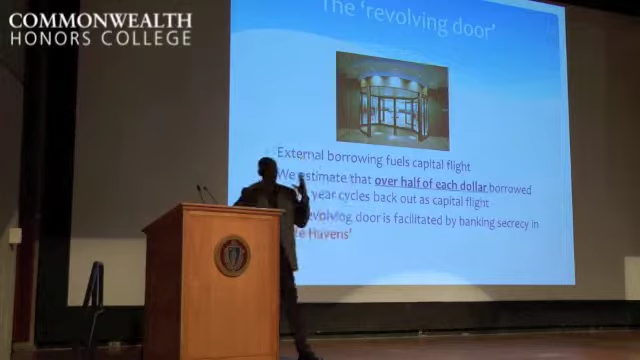 COMMONWEALTH
HONORS COLLEGE
The 'revolving door'
External borrowing fuels capital flight
We estimate that over half of each dollar borrowed
year cycles back out as capital flight
revolving door is facilitated by banking secrecy in
Havens'